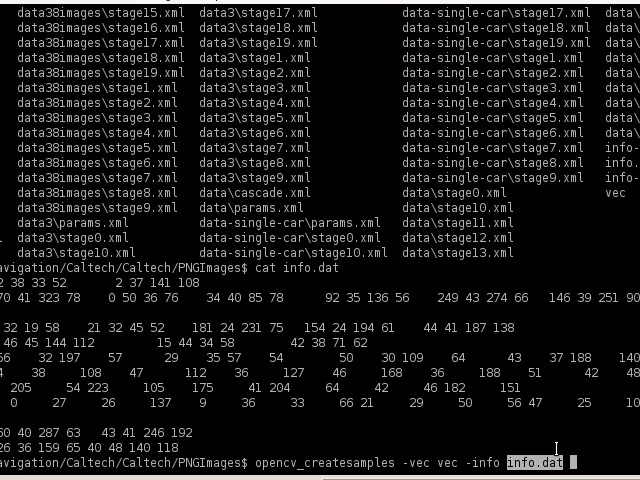 data38images\stage15.xml data3\stage17.xml data-single-car\stage17.xml data\
data38images\stage16.xml data3\stage18.xml data-single-car\stage18.xml data\
data38images\stage17.xml data3\stage19.xml data-single-car\stage19.xml data\
data38images\stage18.xml data3\stage1.xml data-single-car\stage1.xml data\
data38images\stage19.xml data3\stage2.xml data-single-car\stage2.xml data\
data38images\stage1.xml data3\stage3.xml data-single-car\stage3.xml data\
data38images\stage2.xml data3\stage4.xml data-single-car\stage4.xml data\
data38images\stage3.xml data3\stage5.xml data-single-car\stage5.xml data\
data38images\stage4.xml data3\stage6.xml data-single-car\stage6.xml data\
data38images\stage5.xml data3\stage7.xml data-single-car\stage7.xml info-
data38images\stage6.xml data3\stage8.xml data-single-car\stage8.xml info.
data38images\stage7.xml data3\stage9.xml data-single-car\stage9.xml info-
data38images\stage8.xml data\cascade.xml data\stage0.xml vec
data38images\stage9.xml data\params.xml data\stage10.xml
data3\params.xml data-single-car\params.xml data\stage11.xml
data3\stage0.xml data-single-car\stage0.xml data\stage12.xml
data3\stage10.xml data-single-car\stage10.xml data\stage13.xml
avigation/Caltech/Caltech/PNGImages$ cat info.dat
2 38 33 52 2 37 141 108
70 41 323 78 0 50 36 76 34 40 85 78 92 35 136 56 249 43 274 66 146 39 251 90
32 19 58 21 32 45 52 181 24 231 75 154 24 194 61 44 41 187 138
46 45 144 112 15 44 34 58 42 38 71 62
56 32 197 57 29 35 57 54 50 30 109 64 43 37 188 140
4 38 108 47 112 36 127 46 168 36 188 51 42 48
205 54 223 105 175 41 204 64 42 46 182 151
0 27 26 137 9 36 33 66 21 29 50 56 47 25 10
60 40 287 63 43 41 246 192
26 36 159 65 40 48 140 118
avigation/Caltech/Caltech/PNGImages$ opencv_createsamples -vec vec -info info.dat